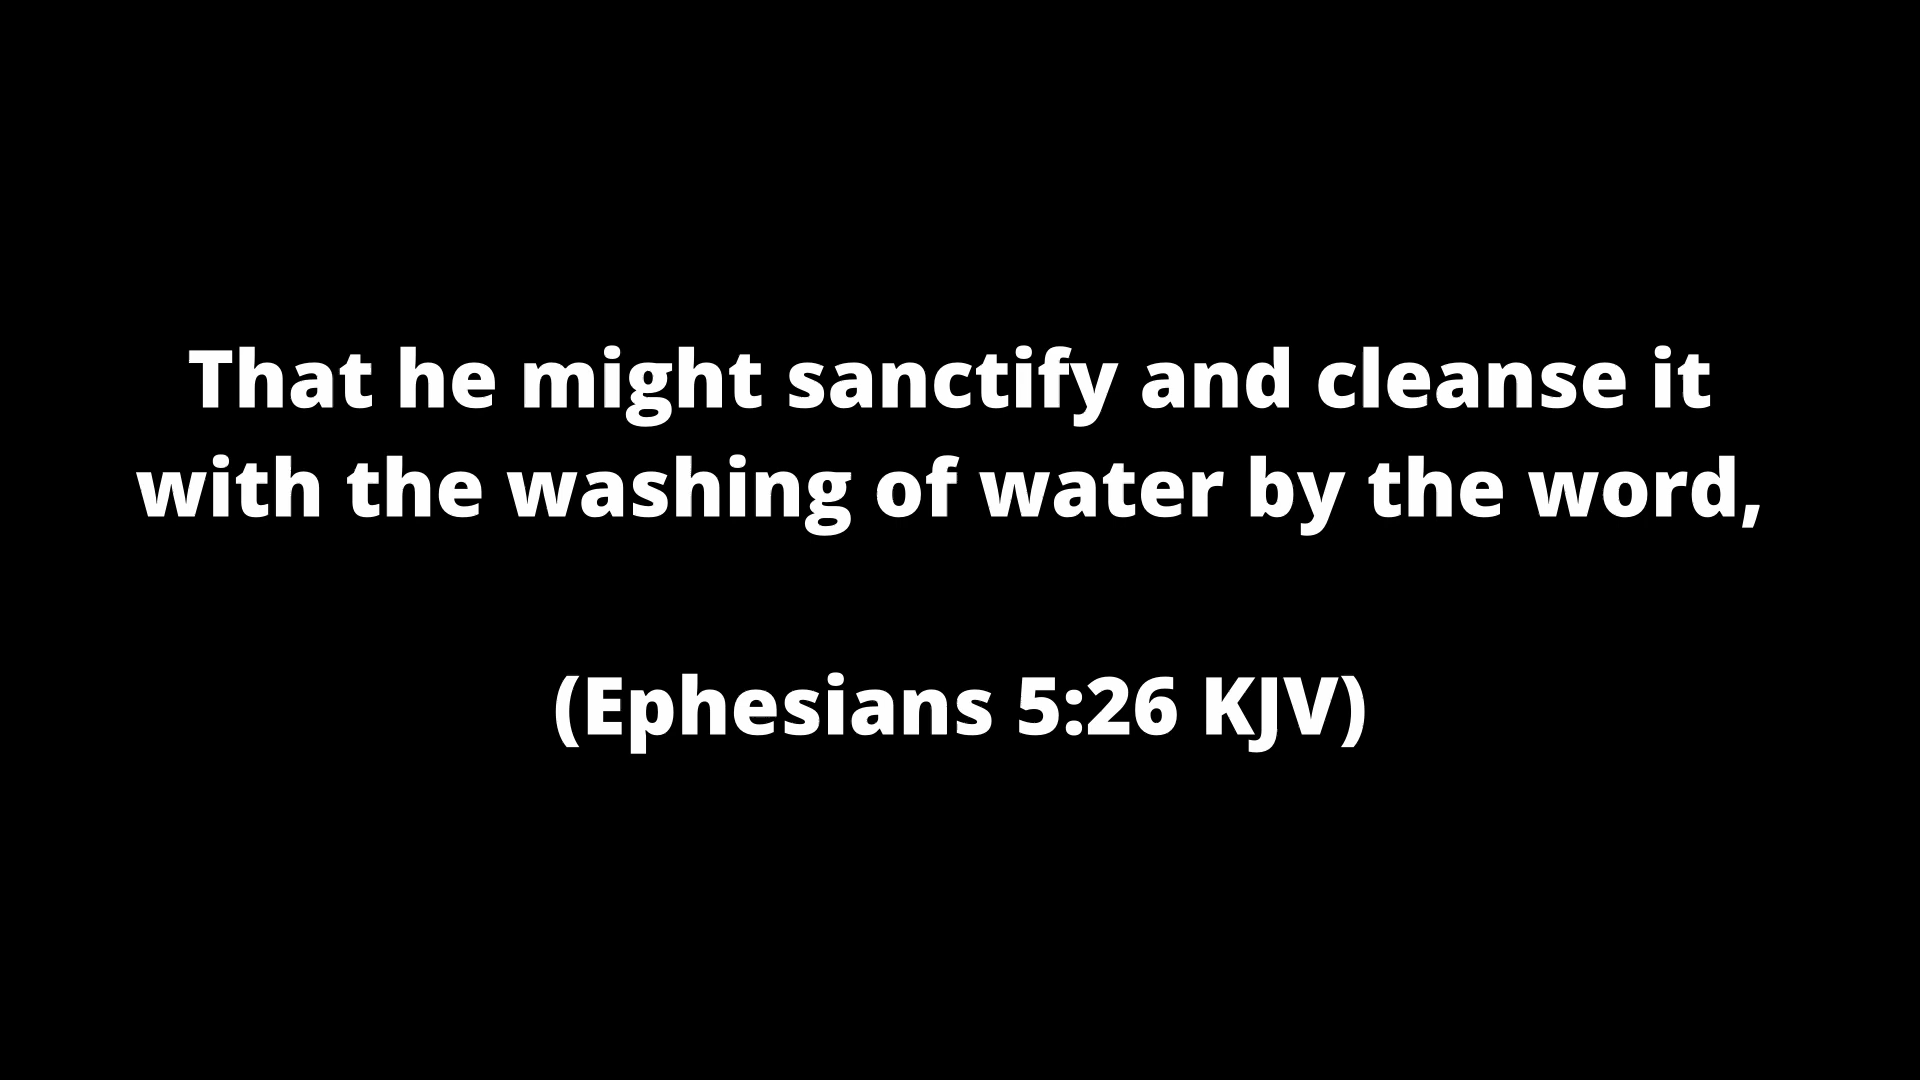 That he might sanctify and cleanse it
with the washing of water by the word,
(Ephesians 5:26 KJV)